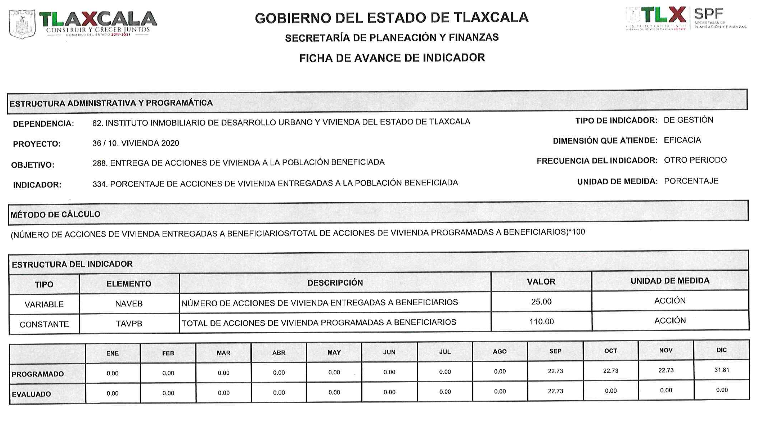 TLAXCALA
CONSTRUIR Y CRECER JUNTOS
GOBIERNO DEL ESTADO DE TLAXCALA
SECRETARÍA DE PLANEACIÓN Y FINANZAS
FICHA DE AVANCE DE INDICADOR
TLX SPF
ESTRUCTURA ADMINISTRATIVA Y PROGRAMÁTICA
DEPENDENCIA: 62. INSTITUTO INMOBILIARIO DE DESARROLLO URBANO Y VIVIENDA DEL ESTADO DE TLAXCALA TIPO DE INDICADOR: DE GESTIÓN
PROYECTO: 36 / 10. VIVIENDA 2020 DIMENSIÓN QUE ATIENDE: EFICACIA
OBJETIVO: 288. ENTREGA DE ACCIONES DE VIVIENDA A LA POBLACIÓN BENEFICIADA FRECUENCIA DEL INDICADOR: OTRO PERIODO
INDICADOR: 334. PORCENTAJE DE ACCIONES DE VIVIENDA ENTREGADAS A LA POBLACIÓN BENEFICIADA UNIDAD DE MEDIDA: PORCENTAJE
MÉTODO DE CÁLCULO
(NÚMERO DE ACCIONES DE VIVIENDA ENTREGADAS A BENEFICIARIOS/TOTAL DE ACCIONES DE VIVIENDA PROGRAMADAS A BENEFICIARIOS)*100
ESTRUCTURA DEL INDICADOR
TIPO ELEMENTO DESCRIPCIÓN VALOR UNIDAD DE MEDIDA
VARIABLE NAVEB NÚMERO DE ACCIONES DE VIVIENDA ENTREGADAS A BENEFICIARIOS 25.00 ACCIÓN
CONSTANTE TAVPB TOTAL DE ACCIONES DE VIVIENDA PROGRAMADAS A BENEFICIARIOS 110.00 ACCIÓN
ENE FEB MAR ABR MAY JUN JUL AGO SEP OCT NOV DIC
PROGRAMADO 0.00 0.00 0.00 0.00 0.00 0.00 0.00 0.00 22.73 22.73 22.73 31.81
EVALUADO 0.00 0.00 0.00 0.00 0.00 0.00 0.00 0.00 22.73 0.00 0.00 0.00